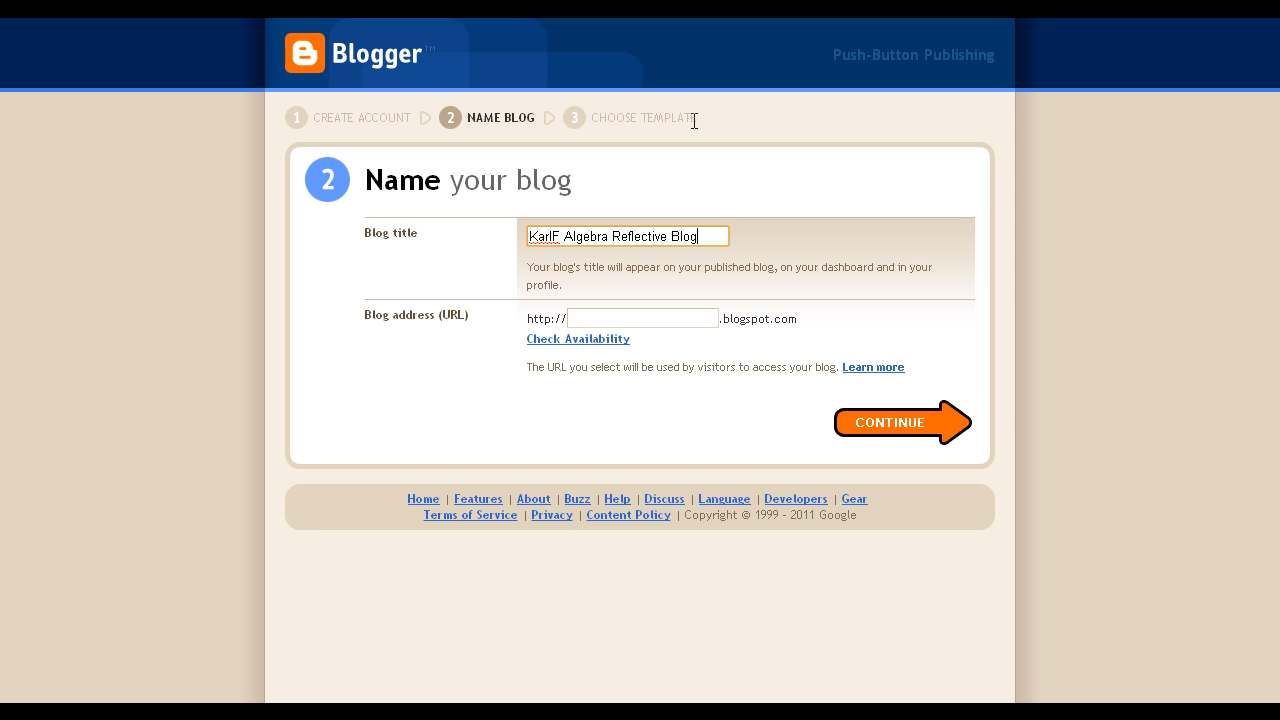 Blogger™
Push-Button Publishing
1 CREATE ACCOUNT 2 NAME BLOG 3 CHOOSE TEMPLATE
2 Name your blog
Blog title
KarlF Algebra Reflective Blog
Your blog's title will appear on your published blog, on your dashboard and in your
profile.
Blog address (URL)
http:// .blogspot.com
Check Availability
The URL you select will be used by visitors to access your blog. Learn more
CONTINUE
Home | Features | About | Buzz | Help | Discuss | Language | Developers | Gear
Terms of Service | Privacy | Content Policy | Copyright © 1999 - 2011 Google